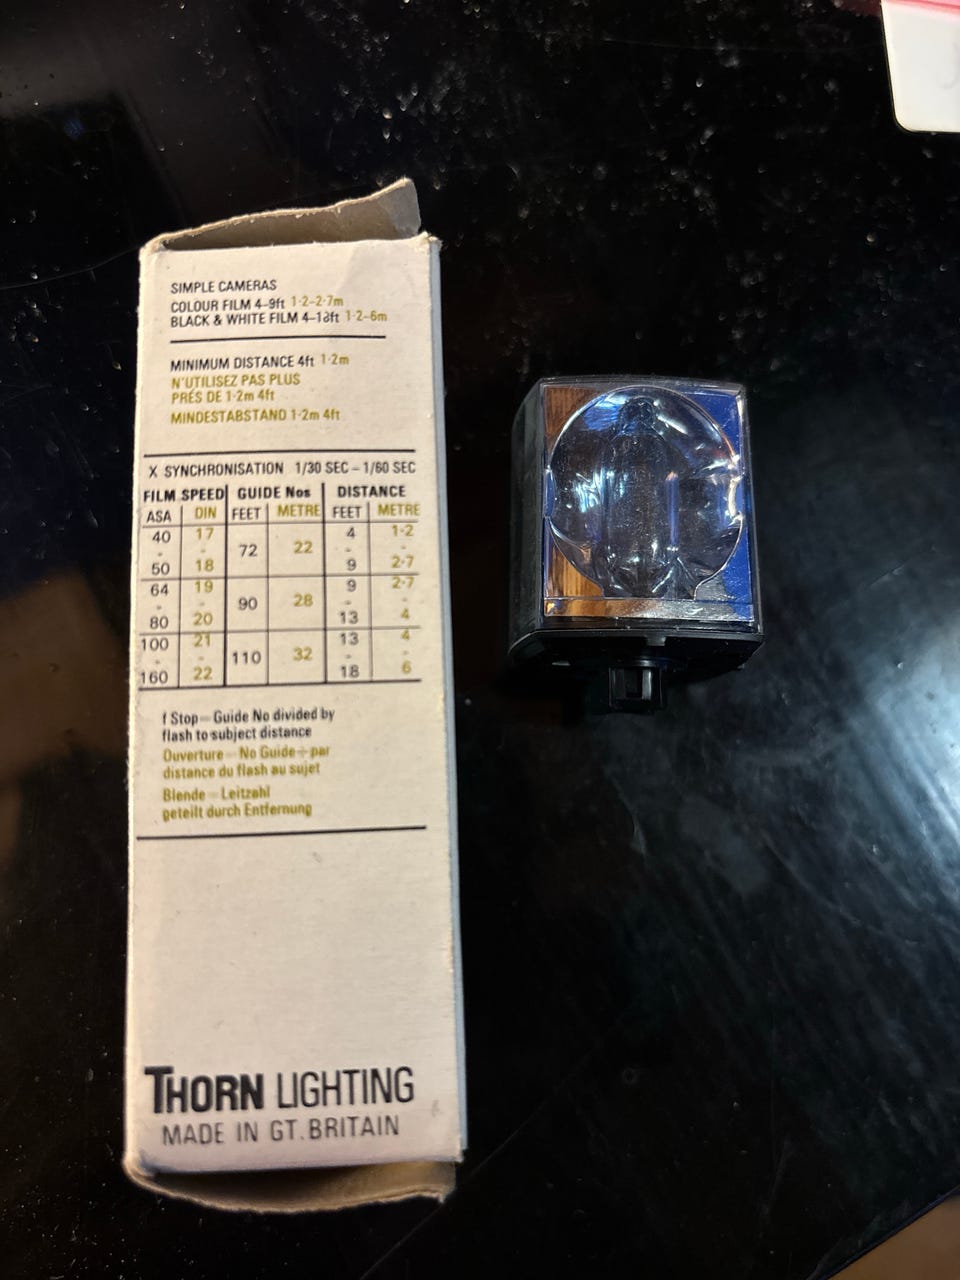 SIMPLE CAMERAS
COLOUR FILM 4–9ft 1·2–2·7m
BLACK & WHITE FILM 4–18ft 1·2–6m
MINIMUM DISTANCE 4ft 1·2m
N'UTILISEZ PAS PLUS
PRÉS DE 1·2m 4ft
MINDESTABSTAND 1·2m 4ft
X SYNCHRONISATION 1/30 SEC – 1/60 SEC
FILM SPEED GUIDE Nos DISTANCE
ASA DIN FEET METRE FEET METRE
40 17 4 1·2
- - 72 22 - -
50 18 9 2·7
64 19 9 2·7
- - 90 28 - -
80 20 13 4
100 21 13 4
- - 110 32 - -
160 22 18 6
f Stop = Guide No divided by
flash to subject distance
Ouverture = No Guide ÷ par
distance du flash au sujet
Blende = Leitzahl
geteilt durch Entfernung
THORN LIGHTING
MADE IN GT. BRITAIN